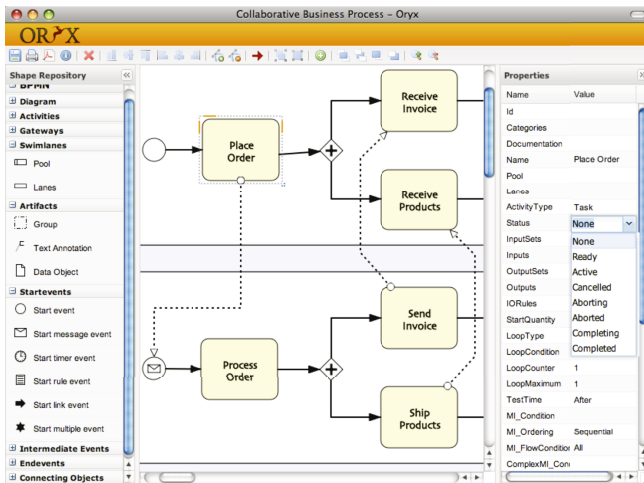 Collaborative Business Process – Oryx
ORYX
Shape Repository
BPMN
Diagram
Activities
Gateways
Swimlanes
Pool
Lanes
Artifacts
Group
Text Annotation
Data Object
Startevents
Start event
Start message event
Start timer event
Start rule event
Start link event
Start multiple event
Intermediate Events
Endevents
Connecting Objects
Place
Order
Receive
Invoice
Receive
Products
Process
Order
Send
Invoice
Ship
Products
Properties
Name Value
Id
Categories
Documentation
Name Place Order
Pool
Lanes
ActivityType Task
Status None
InputSets None
Inputs Ready
OutputSets Active
Outputs Cancelled
IORules Aborting
StartQuantity Aborted
LoopType Completing
LoopCondition Completed
LoopCounter 1
LoopMaximum 1
TestTime After
MI_Condition
MI_Ordering Sequential
MI_FlowCondition All
ComplexMI_Con